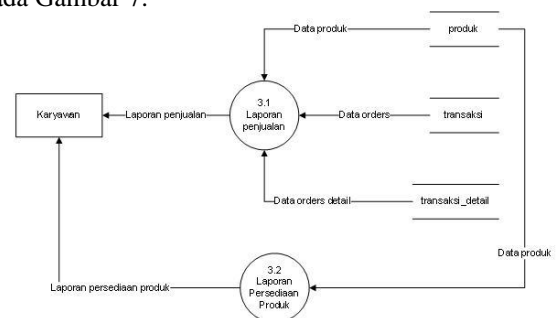 ada Gambar 7.
Data produk
produk
3.1
Laporan
penjualan
Karyawan
Laporan penjualan
Data orders
transaksi
Data orders detail
transaksi_detail
Data produk
3.2
Laporan
Persediaan
Produk
Laporan persediaan produk